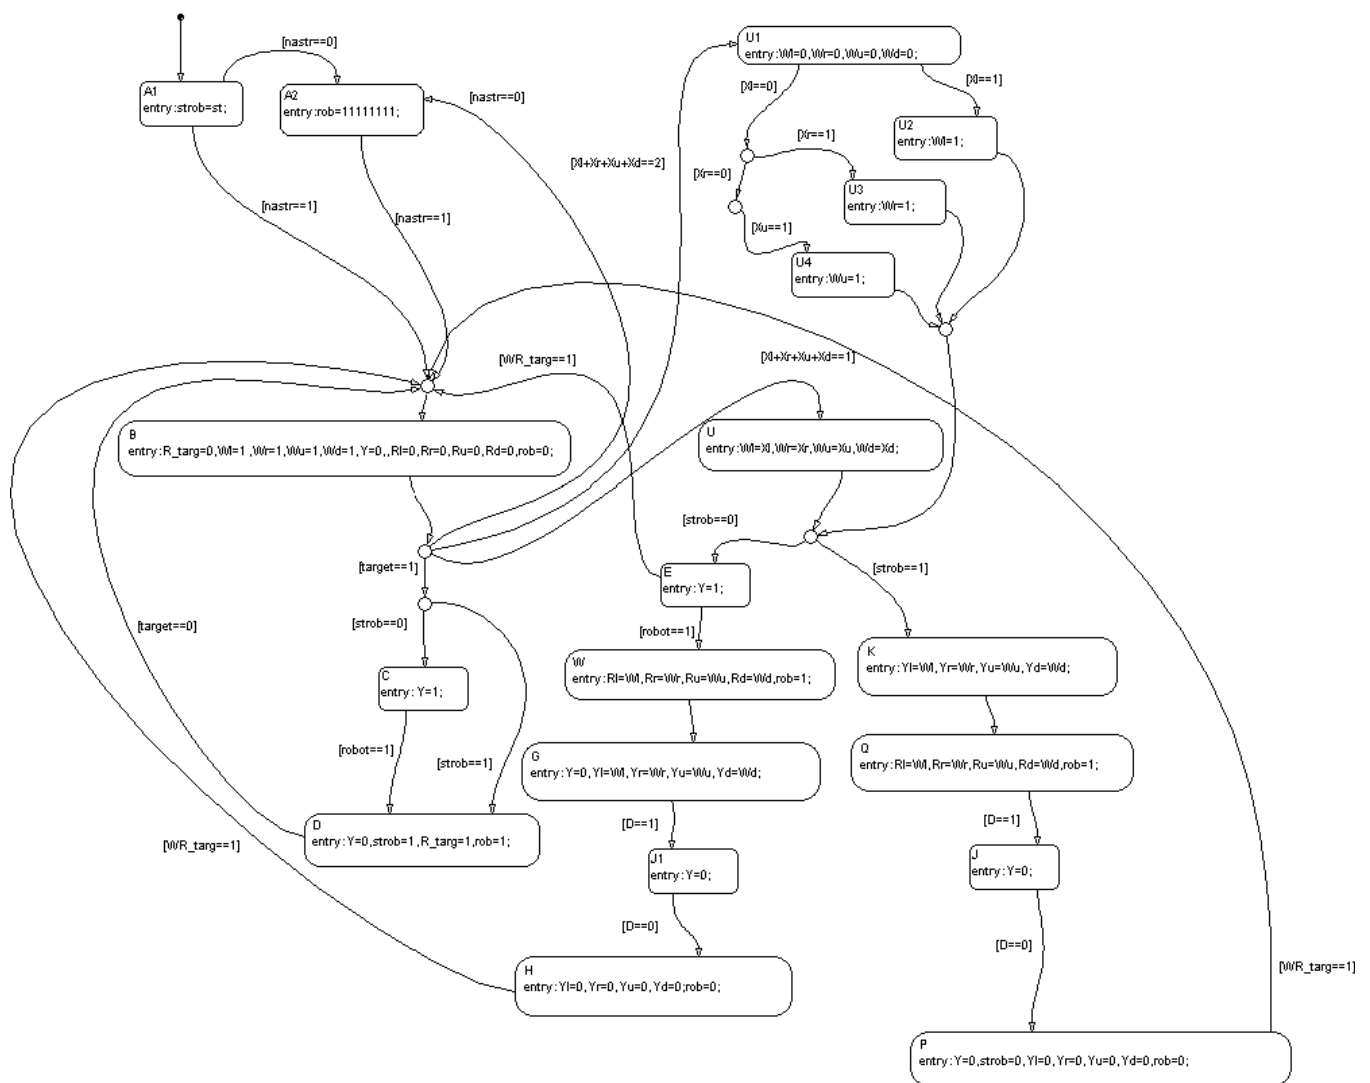 [nastr==0]
A1
entry:strob=st;
A2
entry:rob=11111111;
[nastr==0]
U1
entry:Wl=0,Wr=0,Wu=0,Wd=0;
[Xl==0]
[Xl==1]
U2
entry:Wl=1;
[Xr==1]
[Xl+Xr+Xu+Xd==2]
[Xr==0]
U3
entry:Wr=1;
[nastr==1]
[nastr==1]
[Xu==1]
U4
entry:Wu=1;
[WR_targ==1]
[Xl+Xr+Xu+Xd==1]
B
entry:R_targ=0,Wl=1 ,Wr=1,Wu=1,Wd=1,Y=0,,Rl=0,Rr=0,Ru=0,Rd=0,rob=0;
U
entry:Wl=Xl,Wr=Xr,Wu=Xu,Wd=Xd;
[strob==0]
[target==1]
[strob==1]
E
entry:Y=1;
[target==0]
[strob==0]
[robot==1]
K
entry:Yl=Wl,Yr=Wr,Yu=Wu,Yd=Wd;
W
entry:Rl=Wl,Rr=Wr,Ru=Wu,Rd=Wd,rob=1;
C
entry:Y=1;
[robot==1]
[strob==1]
G
entry:Y=0,Yl=Wl,Yr=Wr,Yu=Wu,Yd=Wd;
Q
entry:Rl=Wl,Rr=Wr,Ru=Wu,Rd=Wd,rob=1;
D
entry:Y=0,strob=1,R_targ=1,rob=1;
[D==1]
[D==1]
[WR_targ==1]
J1
entry:Y=0;
J
entry:Y=0;
[D==0]
[D==0]
H
entry:Yl=0,Yr=0,Yu=0,Yd=0;rob=0;
[WR_targ==1]
P
entry:Y=0,strob=0,Yl=0,Yr=0,Yu=0,Yd=0,rob=0;